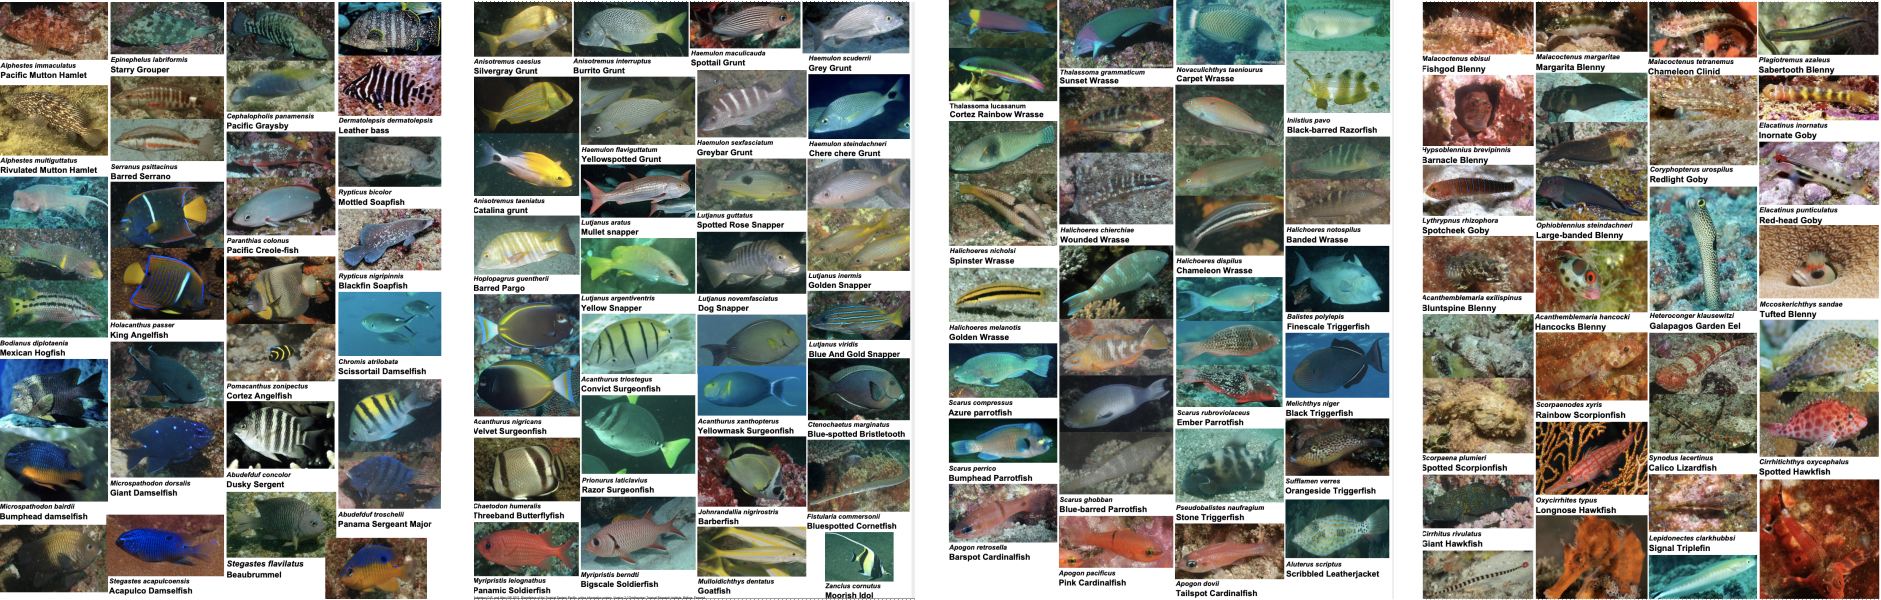 Alphestes immaculatus
Pacific Mutton Hamlet
Alphestes multiguttatus
Rivulated Mutton Hamlet
Bodianus diplotaenia
Mexican Hogfish
Microspathodon bairdii
Bumphead damselfish
Epinephelus labriformis
Starry Grouper
Serranus psittacinus
Barred Serrano
Holacanthus passer
King Angelfish
Microspathodon dorsalis
Giant Damselfish
Stegastes acapulcoensis
Acapulco Damselfish
Cephalopholis panamensis
Pacific Graysby
Paranthias colonus
Pacific Creole-fish
Pomacanthus zonipectus
Cortez Angelfish
Abudefduf concolor
Dusky Sergent
Stegastes flavilatus
Beaubrummel
Dermatolepsis dermatolepsis
Leather bass
Rypticus bicolor
Mottled Soapfish
Rypticus nigripinnis
Blackfin Soapfish
Chromis atrilobata
Scissortail Damselfish
Abudefduf troschelii
Panama Sergeant Major
Anisotremus caesius
Silvergray Grunt
Anisotremus taeniatus
Catalina grunt
Hoplopagrus guentherii
Barred Pargo
Acanthurus nigricans
Velvet Surgeonfish
Chaetodon humeralis
Threeband Butterflyfish
Myripristis leiognathus
Panamic Soldierfish
Anisotremus interruptus
Burrito Grunt
Haemulon flaviguttatum
Yellowspotted Grunt
Lutjanus aratus
Mullet snapper
Lutjanus argentiventris
Yellow Snapper
Acanthurus triostegus
Convict Surgeonfish
Prionurus laticlavius
Razor Surgeonfish
Myripristis berndti
Bigscale Soldierfish
Haemulon maculicauda
Spottail Grunt
Haemulon sexfasciatum
Greybar Grunt
Lutjanus guttatus
Spotted Rose Snapper
Lutjanus novemfasciatus
Dog Snapper
Acanthurus xanthopterus
Yellowmask Surgeonfish
Johnrandallia nigrirostris
Barberfish
Mulloidichthys dentatus
Goatfish
Haemulon scuderii
Grey Grunt
Haemulon steindachneri
Chere chere Grunt
Lutjanus inermis
Golden Snapper
Lutjanus viridis
Blue And Gold Snapper
Ctenochaetus marginatus
Blue-spotted Bristletooth
Fistularia commersonii
Bluespotted Cornetfish
Zanclus cornutus
Moorish Idol
Thalassoma lucasanum
Cortez Rainbow Wrasse
Halichoeres nicholsi
Spinster Wrasse
Halichoeres melanotis
Golden Wrasse
Scarus compressus
Azure parrotfish
Scarus perrico
Bumphead Parrotfish
Apogon retrosella
Barspot Cardinalfish
Thalassoma grammaticum
Sunset Wrasse
Halichoeres chierchiae
Wounded Wrasse
Scarus ghobban
Blue-barred Parrotfish
Apogon pacificus
Pink Cardinalfish
Novaculichthys taeniourus
Carpet Wrasse
Halichoeres dispilus
Chameleon Wrasse
Scarus rubroviolaceus
Ember Parrotfish
Pseudobalistes naufragium
Stone Triggerfish
Apogon dovii
Tailspot Cardinalfish
Iniistius pavo
Black-barred Razorfish
Halichoeres notospilus
Banded Wrasse
Balistes polylepis
Finescale Triggerfish
Melichthys niger
Black Triggerfish
Sufflamen verres
Orangeside Triggerfish
Aluterus scriptus
Scribbled Leatherjacket
Malacoctenus ebisui
Fishgod Blenny
Hypsoblennius brevipinnis
Barnacle Blenny
Lythrypnus rhizophora
Spotcheek Goby
Acanthemblemaria exilispinus
Bluntspine Blenny
Scorpaena plumieri
Spotted Scorpionfish
Cirrhitus rivulatus
Giant Hawkfish
Malacoctenus margaritae
Margarita Blenny
Ophioblennius steindachneri
Large-banded Blenny
Acanthemblemaria hancocki
Hancocks Blenny
Scorpaenodes xyris
Rainbow Scorpionfish
Oxycirrhites typus
Longnose Hawkfish
Malacoctenus tetranemus
Chameleon Clinid
Coryphopterus urospilus
Redlight Goby
Heteroconger klausewitzi
Galapagos Garden Eel
Synodus lacertinus
Calico Lizardfish
Lepidonectes clarkhubbsi
Signal Triplefin
Plagiotremus azaleus
Sabertooth Blenny
Elacatinus inornatus
Inornate Goby
Elacatinus puncticulatus
Red-head Goby
Mccoskerichthys sandae
Tufted Blenny
Cirrhitichthys oxycephalus
Spotted Hawkfish